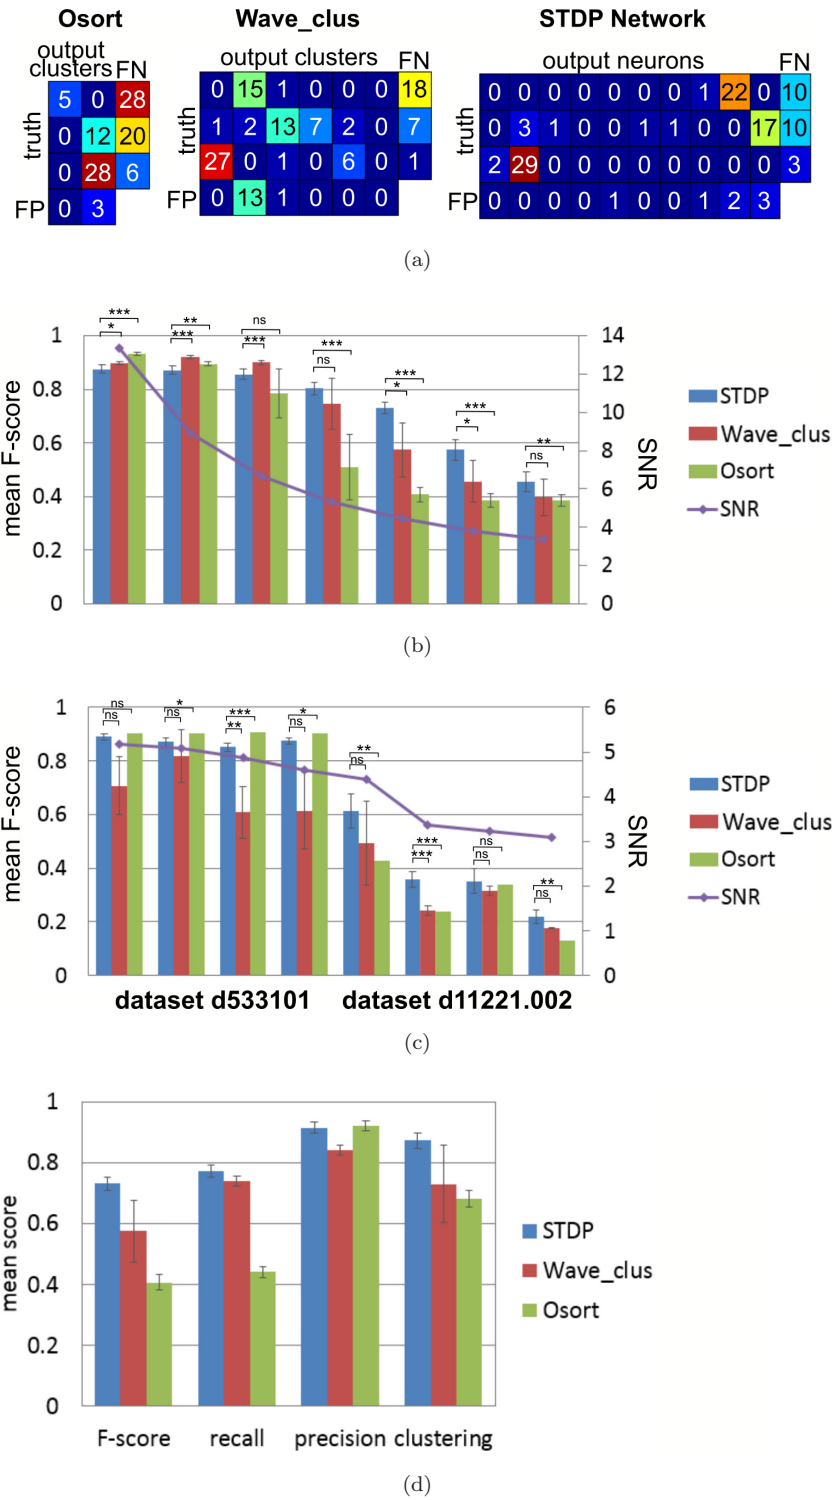 Osort Wave_clus STDP Network
output clusters FN output clusters FN output neurons FN
truth truth truth
5 0 28 0 15 1 0 0 0 18 0 0 0 0 0 0 0 1 22 0 10
0 12 20 1 2 13 7 2 0 7 0 3 1 0 0 1 1 0 0 17 10
0 28 6 27 0 1 0 6 0 1 2 29 0 0 0 0 0 0 0 0 3
FP 0 3 FP 0 13 1 0 0 0 FP 0 0 0 0 1 0 0 1 2 3
(a)
*** ** ns
* *** *** *** ns *** * *** * ** ns
1 0.8 0.6 0.4 0.2 0
mean F-score
14 12 10 8 6 4 2 0
SNR
STDP
Wave_clus
Osort
SNR
(b)
ns * *** * ** *** ns **
ns ns ** ns ns *** ns ns
1 0.8 0.6 0.4 0.2 0
mean F-score
6 5 4 3 2 1 0
SNR
STDP
Wave_clus
Osort
SNR
dataset d533101 dataset d11221.002
(c)
1 0.8 0.6 0.4 0.2 0
mean score
STDP
Wave_clus
Osort
F-score recall precision clustering
(d)